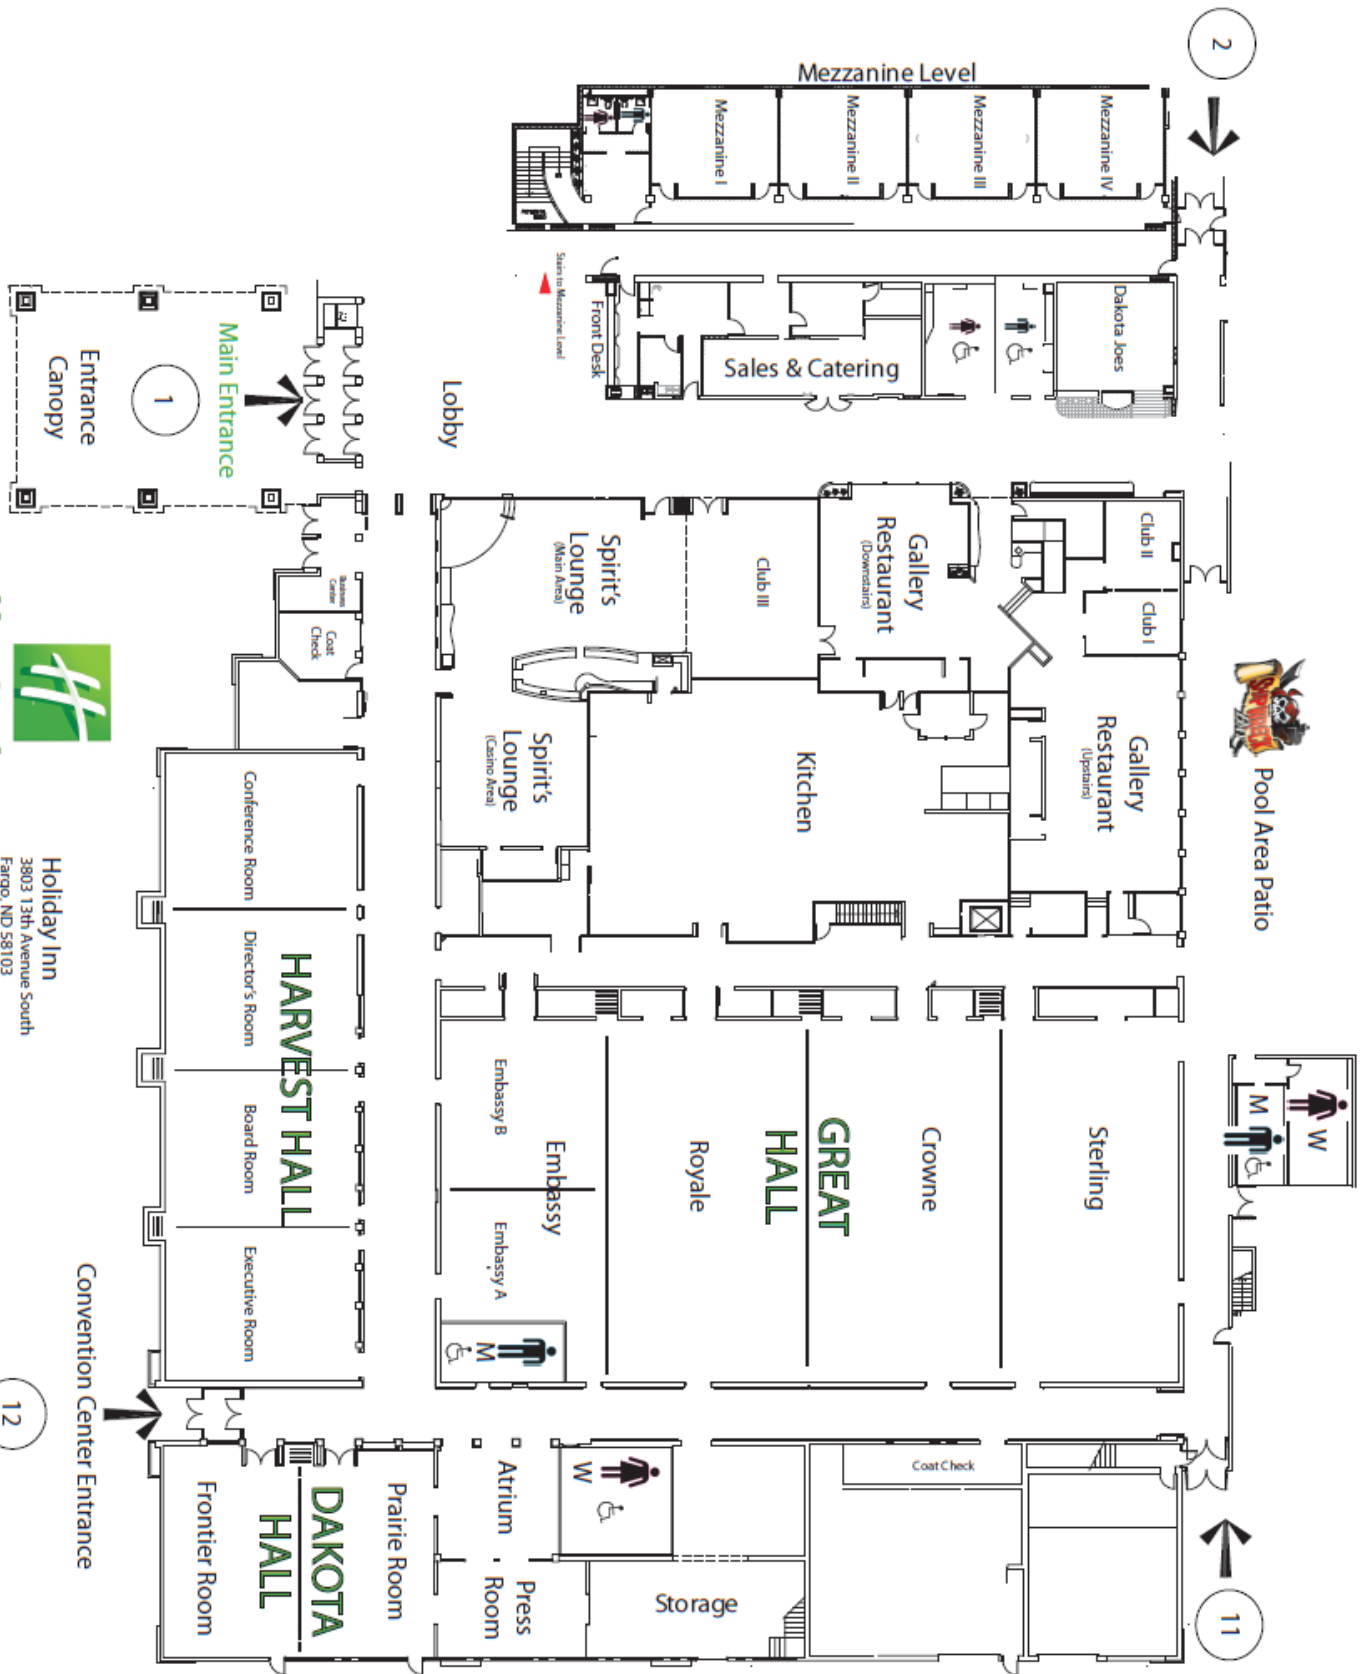 2
Mezzanine Level
Mezzanine I
Mezzanine II
Mezzanine III
Mezzanine IV
Stairs to Mezzanine Level
Front Desk
Sales & Catering
Dakota Joes
Main Entrance
1
Entrance
Canopy
Lobby
Business
Center
Coat
Check
Spirit's
Lounge
(Main Area)
Club III
Gallery
Restaurant
(Downstairs)
Club II
Club I
Spirit's
Lounge
(Casino Area)
Kitchen
Gallery
Restaurant
(Upstairs)
Pool Area Patio
Holiday Inn
3803 13th Avenue South
Fargo, ND 58103
Conference Room
Director's Room
Board Room
Executive Room
HARVEST HALL
Embassy B
Embassy
Embassy A
Royale
GREAT
HALL
Crowne
Sterling
W
M
M
Convention Center Entrance
12
Frontier Room
DAKOTA
HALL
Prairie Room
Atrium
Press
Room
W
Storage
Coat Check
11